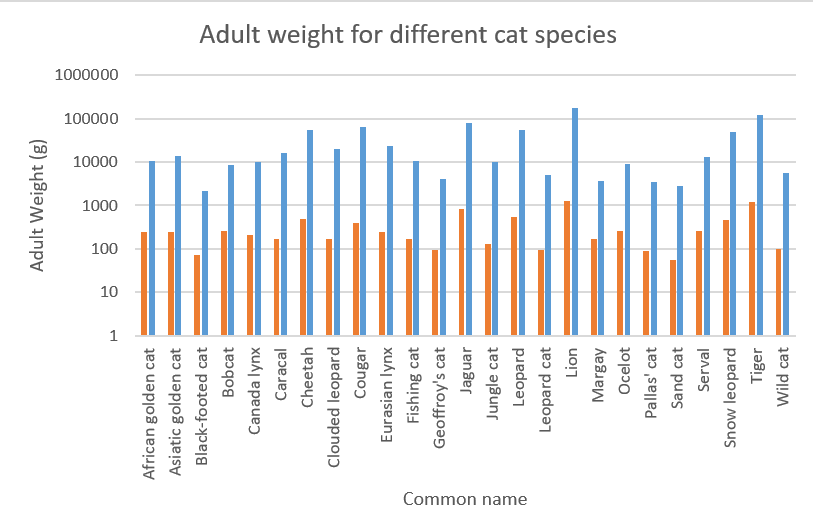 Adult weight for different cat species
Adult Weight (g)
1000000
100000
10000
1000
100
10
1
African golden cat
Asiatic golden cat
Black-footed cat
Bobcat
Canada lynx
Caracal
Cheetah
Clouded leopard
Cougar
Eurasian lynx
Fishing cat
Geoffroy's cat
Jaguar
Jungle cat
Leopard
Leopard cat
Lion
Margay
Ocelot
Pallas' cat
Sand cat
Serval
Snow leopard
Tiger
Wild cat
Common name